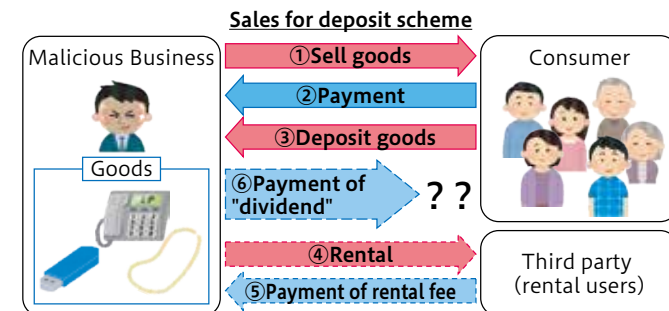 Sales for deposit scheme
Malicious Business
①Sell goods
Consumer
②Payment
③Deposit goods
Goods
⑥Payment of
"dividend"
? ?
④Rental
⑤Payment of rental fee
Third party
(rental users)